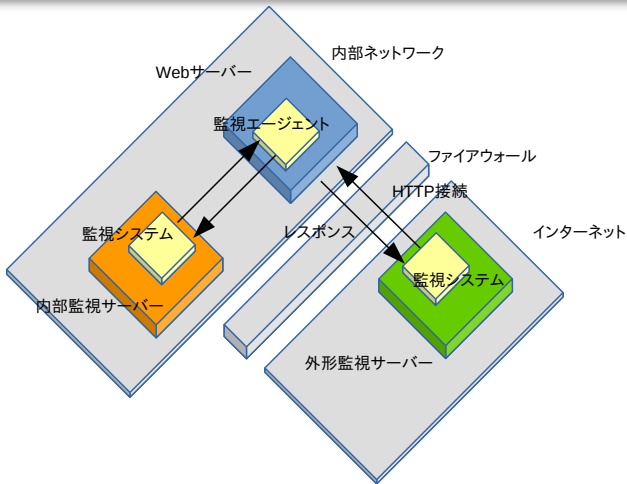 内部ネットワーク
Webサーバー
監視エージェント
ファイアウォール
HTTP接続
監視システム
レスポンス
インターネット
監視システム
内部監視サーバー
外形監視サーバー